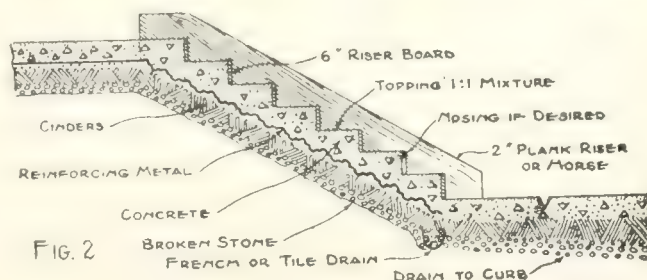 6" RISER BOARD
TOPPING 1:1 MIXTURE
NOSING IF DESIRED
2" PLANK RISER
OR HORSE
CINDERS
REINFORCING METAL
CONCRETE
BROKEN STONE
FRENCH OR TILE DRAIN
DRAIN TO CURB
FIG. 2